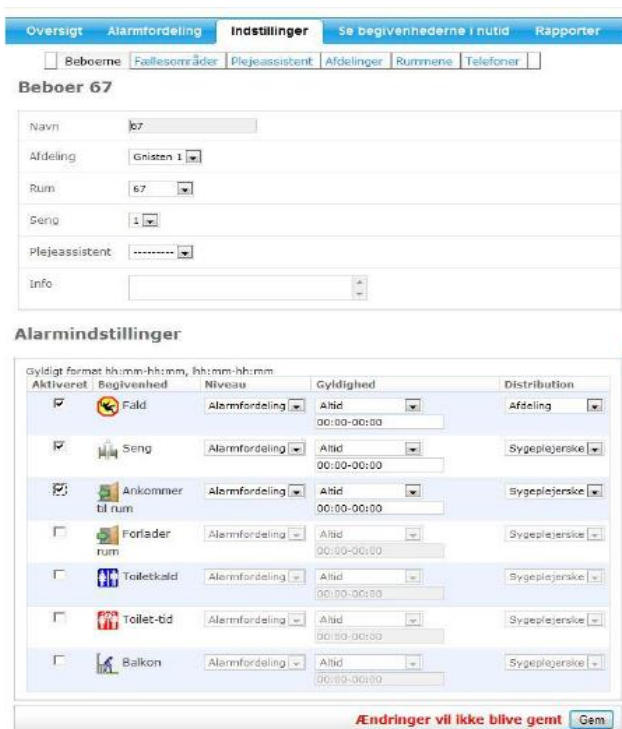 Oversigt Alarmfordeling Indstillinger Se begivenhederne i nutid Rapporter
Beboerne Fællesområder Plejeassistent Afdelinger Rummene Telefoner
Beboer 67
Navn 67
Afdeling Gnisten 1
Rum 67
Seng 1
Plejeassistent ---------
Info
Alarmindstillinger
Gyldigt format hh:mm-hh:mm, hh:mm-hh:mm
Aktiveret Begivenhed Niveau Gyldighed Distribution
Fald Alarmfordeling Altid Afdeling
00:00-00:00
Seng Alarmfordeling Altid Sygeplejerske
00:00-00:00
Ankommer Alarmfordeling Altid Sygeplejerske
til rum 00:00-00:00
Forlader Alarmfordeling Altid Sygeplejerske
rum 00:00-00:00
Toiletkald Alarmfordeling Altid Sygeplejerske
00:00-00:00
Toilet-tid Alarmfordeling Altid Sygeplejerske
00:00-00:00
Balkon Alarmfordeling Altid Sygeplejerske
00:00-00:00
Ændringer vil ikke blive gemt Gem